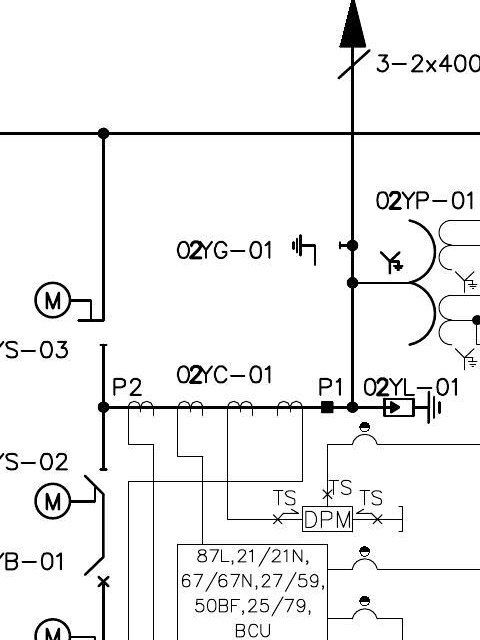 3-2x400
02YP-01
02YG-01
M
YS-03
P2
02YC-01
P1
02YL-01
YS-02
M
TS
TS
TS
DPM
YB-01
87L,21/21N,
67/67N,27/59,
50BF,25/79,
BCU
M